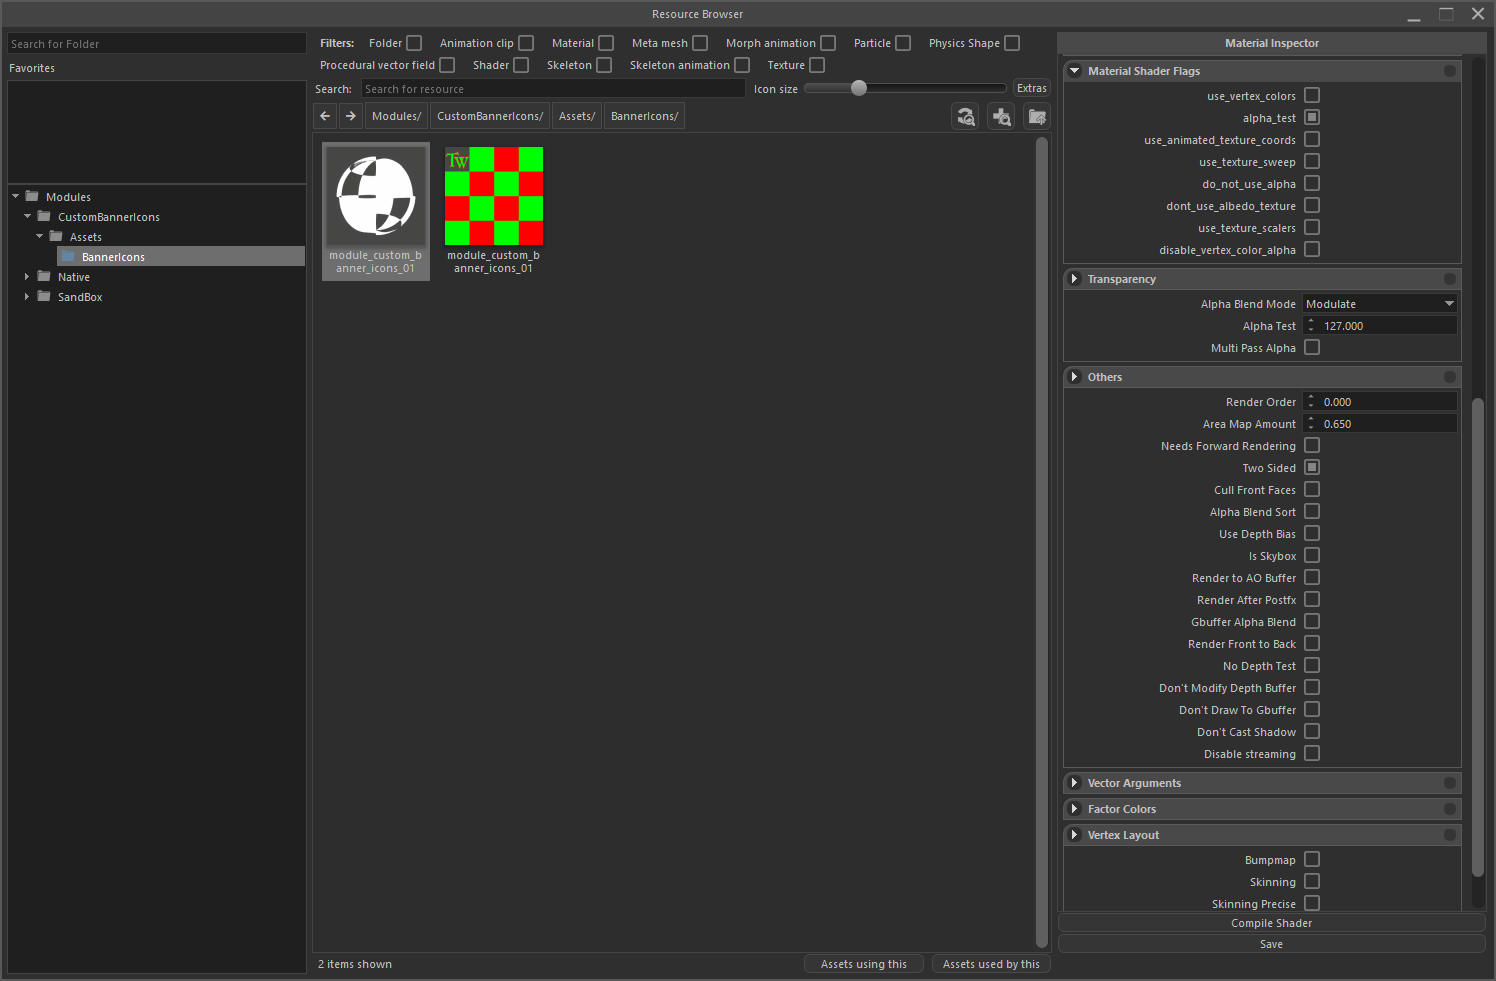 Resource Browser
Search for Folder
Favorites
Modules
CustomBannerIcons
Assets
BannerIcons
Native
SandBox
Filters: Folder Animation clip Material Meta mesh Morph animation Particle Physics Shape
Procedural vector field Shader Skeleton Skeleton animation Texture
Search: Search for resource Icon size Extras
Modules/ CustomBannerIcons/ Assets/ BannerIcons/
TW
module_custom_b
anner_icons_01
module_custom_b
anner_icons_01
2 items shown Assets using this Assets used by this
Material Inspector
Material Shader Flags
use_vertex_colors
alpha_test
use_animated_texture_coords
use_texture_sweep
do_not_use_alpha
dont_use_albedo_texture
use_texture_scalers
disable_vertex_color_alpha
Transparency
Alpha Blend Mode Modulate
Alpha Test 127.000
Multi Pass Alpha
Others
Render Order 0.000
Area Map Amount 0.650
Needs Forward Rendering
Two Sided
Cull Front Faces
Alpha Blend Sort
Use Depth Bias
Is Skybox
Render to AO Buffer
Render After Postfx
Gbuffer Alpha Blend
Render Front to Back
No Depth Test
Don't Modify Depth Buffer
Don't Draw To Gbuffer
Don't Cast Shadow
Disable streaming
Vector Arguments
Factor Colors
Vertex Layout
Bumpmap
Skinning
Skinning Precise
Compile Shader
Save